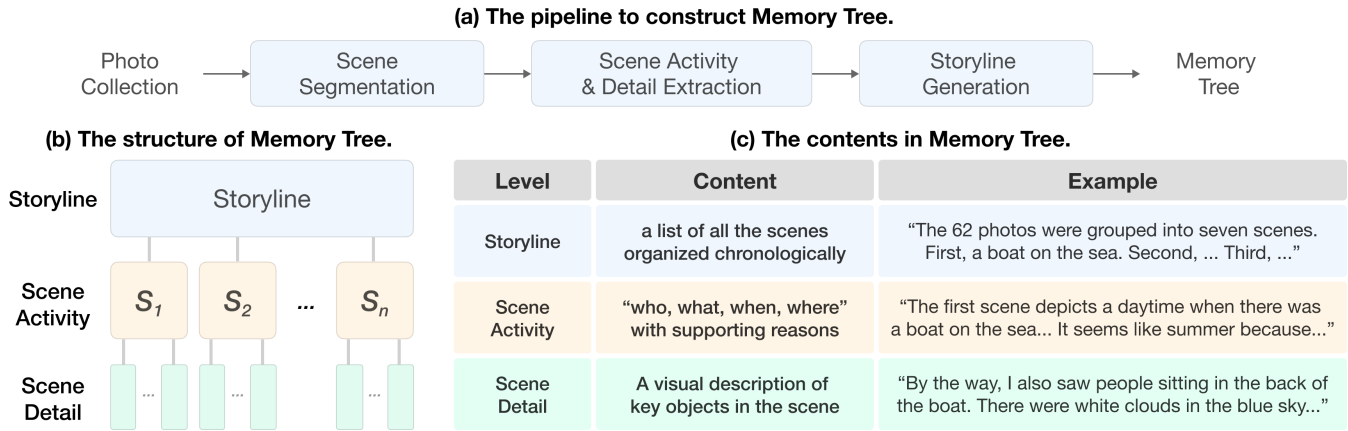 (a) The pipeline to construct Memory Tree.
Photo
Collection
Scene
Segmentation
Scene Activity
& Detail Extraction
Storyline
Generation
Memory
Tree
(b) The structure of Memory Tree.
Storyline
Storyline
Scene
Activity
S1
S2
...
Sn
Scene
Detail
...
...
...
(c) The contents in Memory Tree.
Level
Content
Example
Storyline
a list of all the scenes
organized chronologically
“The 62 photos were grouped into seven scenes.
First, a boat on the sea. Second, ... Third, ...”
Scene
Activity
“who, what, when, where”
with supporting reasons
“The first scene depicts a daytime when there was
a boat on the sea... It seems like summer because...”
Scene
Detail
A visual description of
key objects in the scene
“By the way, I also saw people sitting in the back of
the boat. There were white clouds in the blue sky...”